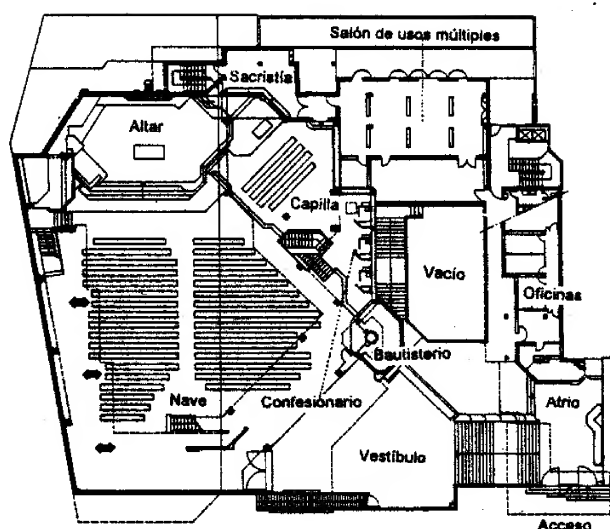 Salón de usos múltiples
Sacristía
Altar
Capilla
Vacío
Oficinas
Bautisterio
Nave
Confesionario
Atrio
Vestíbulo
Acceso